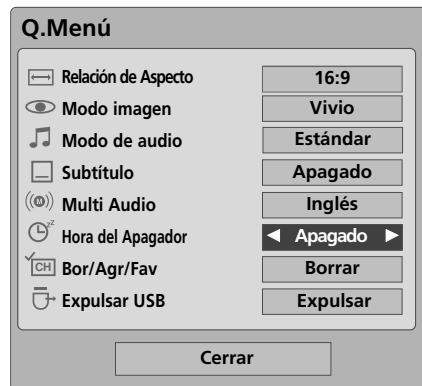 Q.Menú
Relación de Aspecto 16:9
Modo imagen Vivio
Modo de audio Estándar
Subtítulo Apagado
Multi Audio Inglés
Hora del Apagador ◀ Apagado ▶
CH Bor/Agr/Fav Borrar
Expulsar USB Expulsar
Cerrar